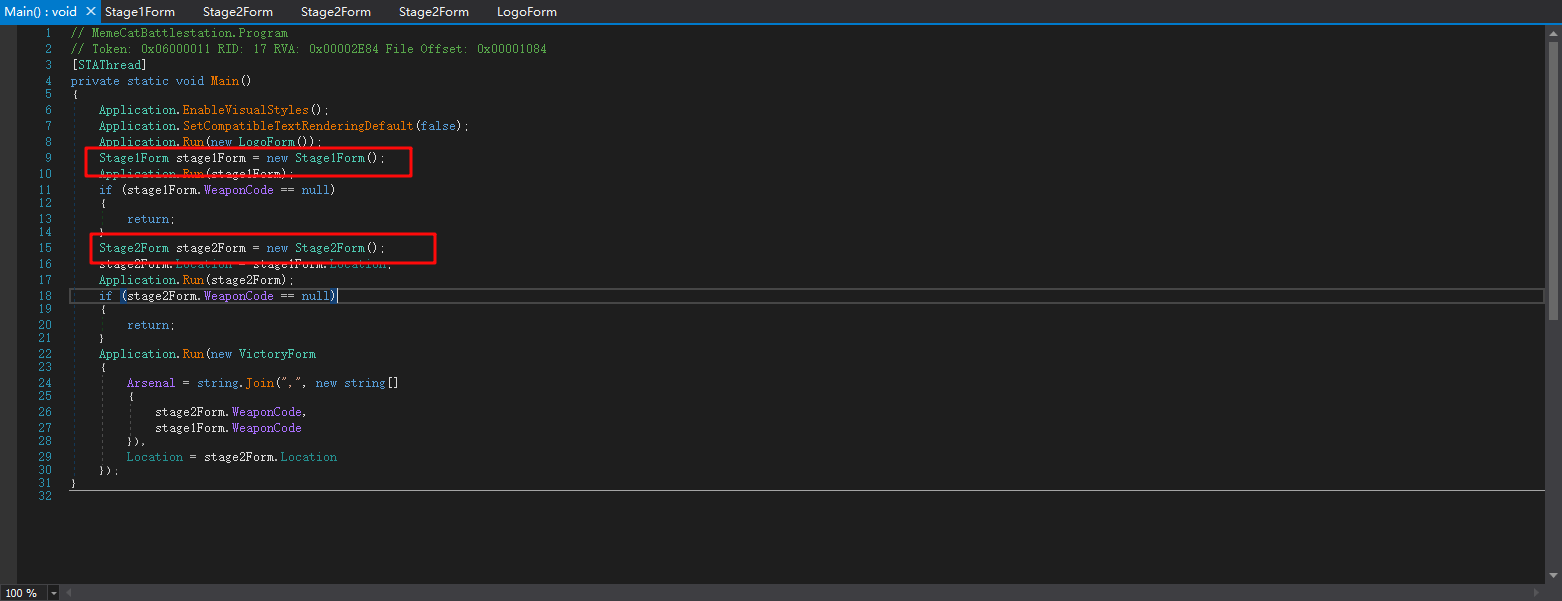 Main() : void × Stage1Form Stage2Form Stage2Form Stage2Form LogoForm
1 // MemeCatBattlestation.Program
2 // Token: 0x06000011 RID: 17 RVA: 0x00002E84 File Offset: 0x00001084
3 [STAThread]
4 private static void Main()
5 {
6 Application.EnableVisualStyles();
7 Application.SetCompatibleTextRenderingDefault(false);
8 Application.Run(new LogoForm());
9 Stage1Form stage1Form = new Stage1Form();
10 Application.Run(stage1Form);
11 if (stage1Form.WeaponCode == null)
12 {
13 return;
14 }
15 Stage2Form stage2Form = new Stage2Form();
16 stage2Form.Location = stage1Form.Location;
17 Application.Run(stage2Form);
18 if (stage2Form.WeaponCode == null)
19 {
20 return;
21 }
22 Application.Run(new VictoryForm
23 {
24 Arsenal = string.Join(",", new string[]
25 {
26 stage2Form.WeaponCode,
27 stage1Form.WeaponCode
28 }),
29 Location = stage2Form.Location
30 });
31 }
32
100 %